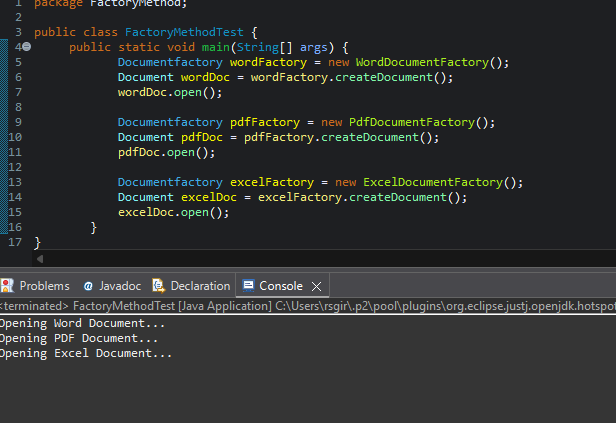 1 package FactoryMethod;
2
3 public class FactoryMethodTest {
4 public static void main(String[] args) {
5 Documentfactory wordFactory = new WordDocumentFactory();
6 Document wordDoc = wordFactory.createDocument();
7 wordDoc.open();
8
9 Documentfactory pdfFactory = new PdfDocumentFactory();
10 Document pdfDoc = pdfFactory.createDocument();
11 pdfDoc.open();
12
13 Documentfactory excelFactory = new ExcelDocumentFactory();
14 Document excelDoc = excelFactory.createDocument();
15 excelDoc.open();
16 }
17 }
Problems @ Javadoc Declaration Console
<terminated> FactoryMethodTest [Java Application] C:\Users\rsgir\.p2\pool\plugins\org.eclipse.justj.openjdk.hotspot
Opening Word Document...
Opening PDF Document...
Opening Excel Document...